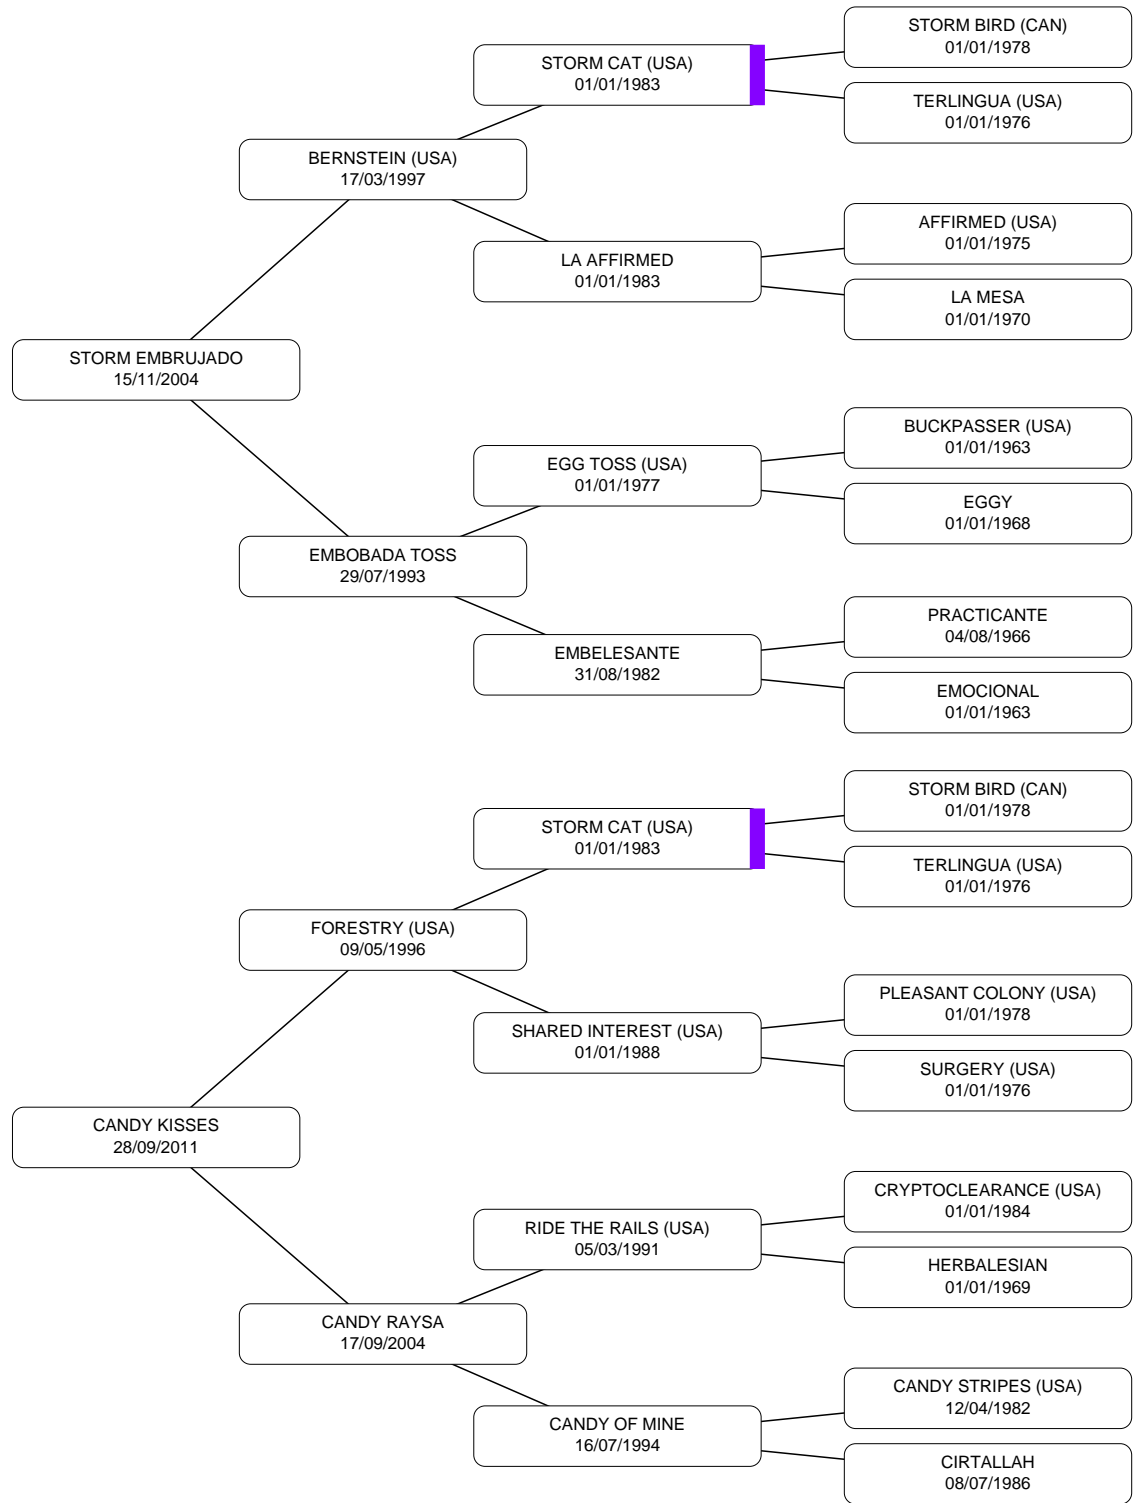 STORM BIRD (CAN)
01/01/1978
STORM CAT (USA)
01/01/1983
TERLINGUA (USA)
01/01/1976
BERNSTEIN (USA)
17/03/1997
AFFIRMED (USA)
01/01/1975
LA AFFIRMED
01/01/1983
LA MESA
01/01/1970
STORM EMBRUJADO
15/11/2004
BUCKPASSER (USA)
01/01/1963
EGG TOSS (USA)
01/01/1977
EGGY
01/01/1968
EMBOBADA TOSS
29/07/1993
PRACTICANTE
04/08/1966
EMBELESANTE
31/08/1982
EMOCIONAL
01/01/1963
STORM BIRD (CAN)
01/01/1978
STORM CAT (USA)
01/01/1983
TERLINGUA (USA)
01/01/1976
FORESTRY (USA)
09/05/1996
PLEASANT COLONY (USA)
01/01/1978
SHARED INTEREST (USA)
01/01/1988
SURGERY (USA)
01/01/1976
CANDY KISSES
28/09/2011
CRYPTOCLEARANCE (USA)
01/01/1984
RIDE THE RAILS (USA)
05/03/1991
HERBALESIAN
01/01/1969
CANDY RAYSA
17/09/2004
CANDY STRIPES (USA)
12/04/1982
CANDY OF MINE
16/07/1994
CIRTALLAH
08/07/1986